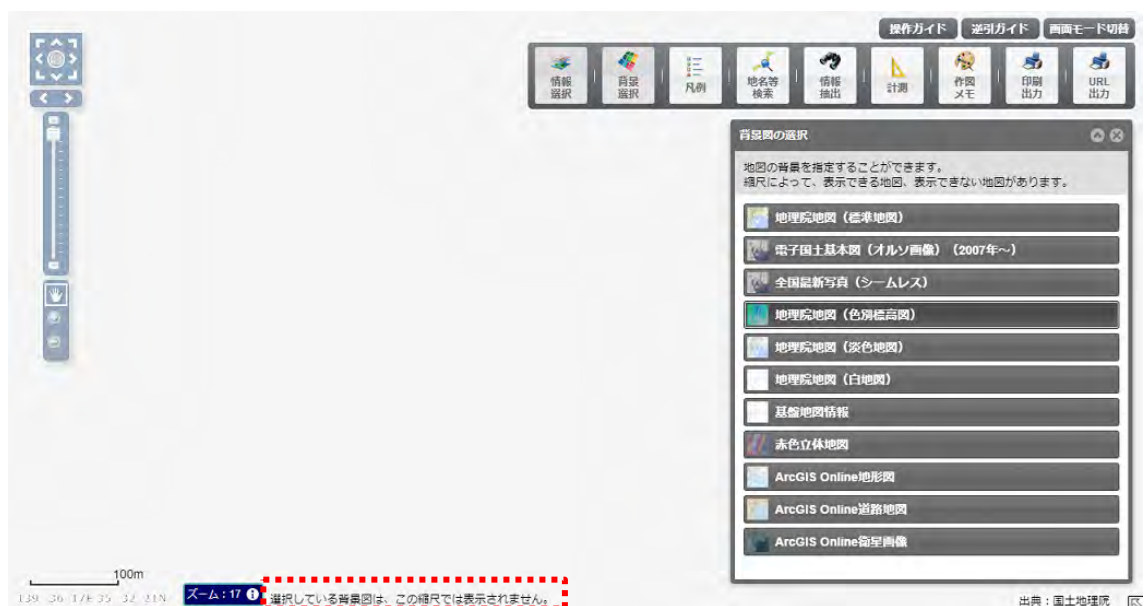 操作ガイド 逆引ガイド 画面モード切替
情報選択 背景選択 凡例 地名等検索 情報抽出 計測 作図メモ 印刷出力 URL出力
背景図の選択
地図の背景を指定することができます。
縮尺によって、表示できる地図、表示できない地図があります。
地理院地図（標準地図）
電子国土基本図（オルソ画像）（2007年～）
全国最新写真（シームレス）
地理院地図（色別標高図）
地理院地図（淡色地図）
地理院地図（白地図）
基盤地図情報
赤色立体地図
ArcGIS Online地形図
ArcGIS Online道路地図
ArcGIS Online衛星画像
100m
ズーム : 17 選択している背景図は、この縮尺では表示されません。
出典：国土地理院